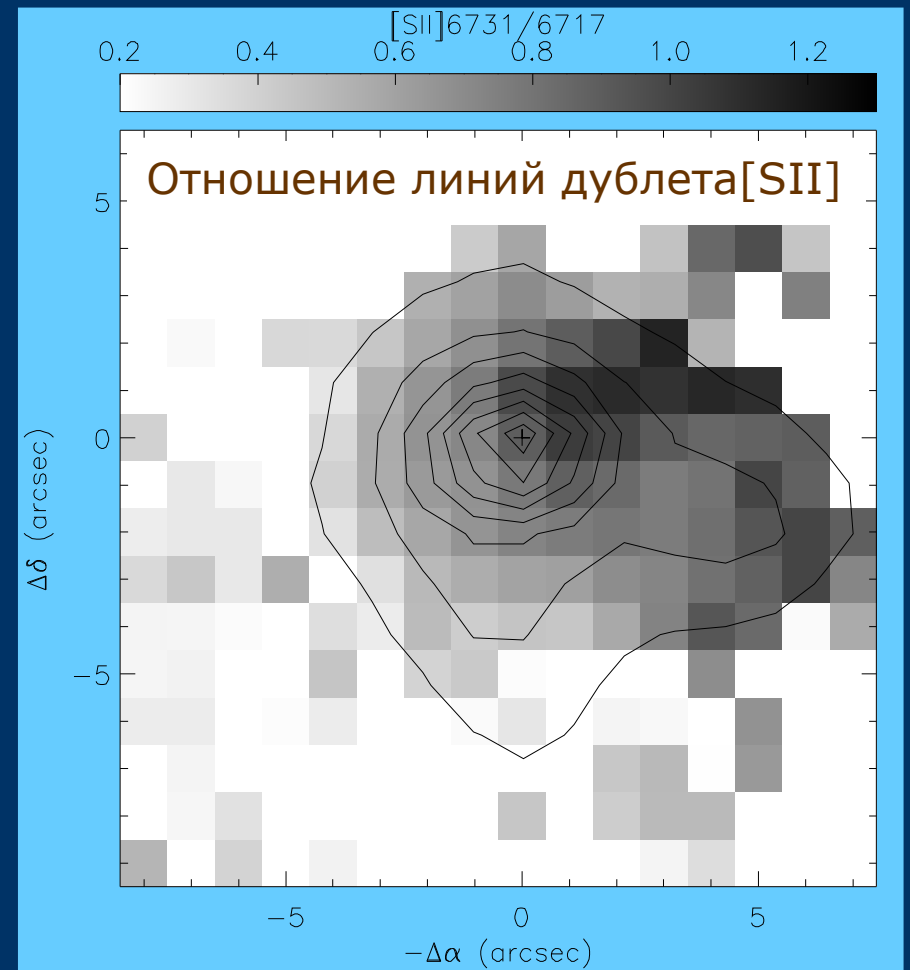 [SII]6731/6717
0.2 0.4 0.6 0.8 1.0 1.2
Отношение линий дублета[SII]
5
0
−5
Δδ (arcsec)
−5 0 5
−Δα (arcsec)